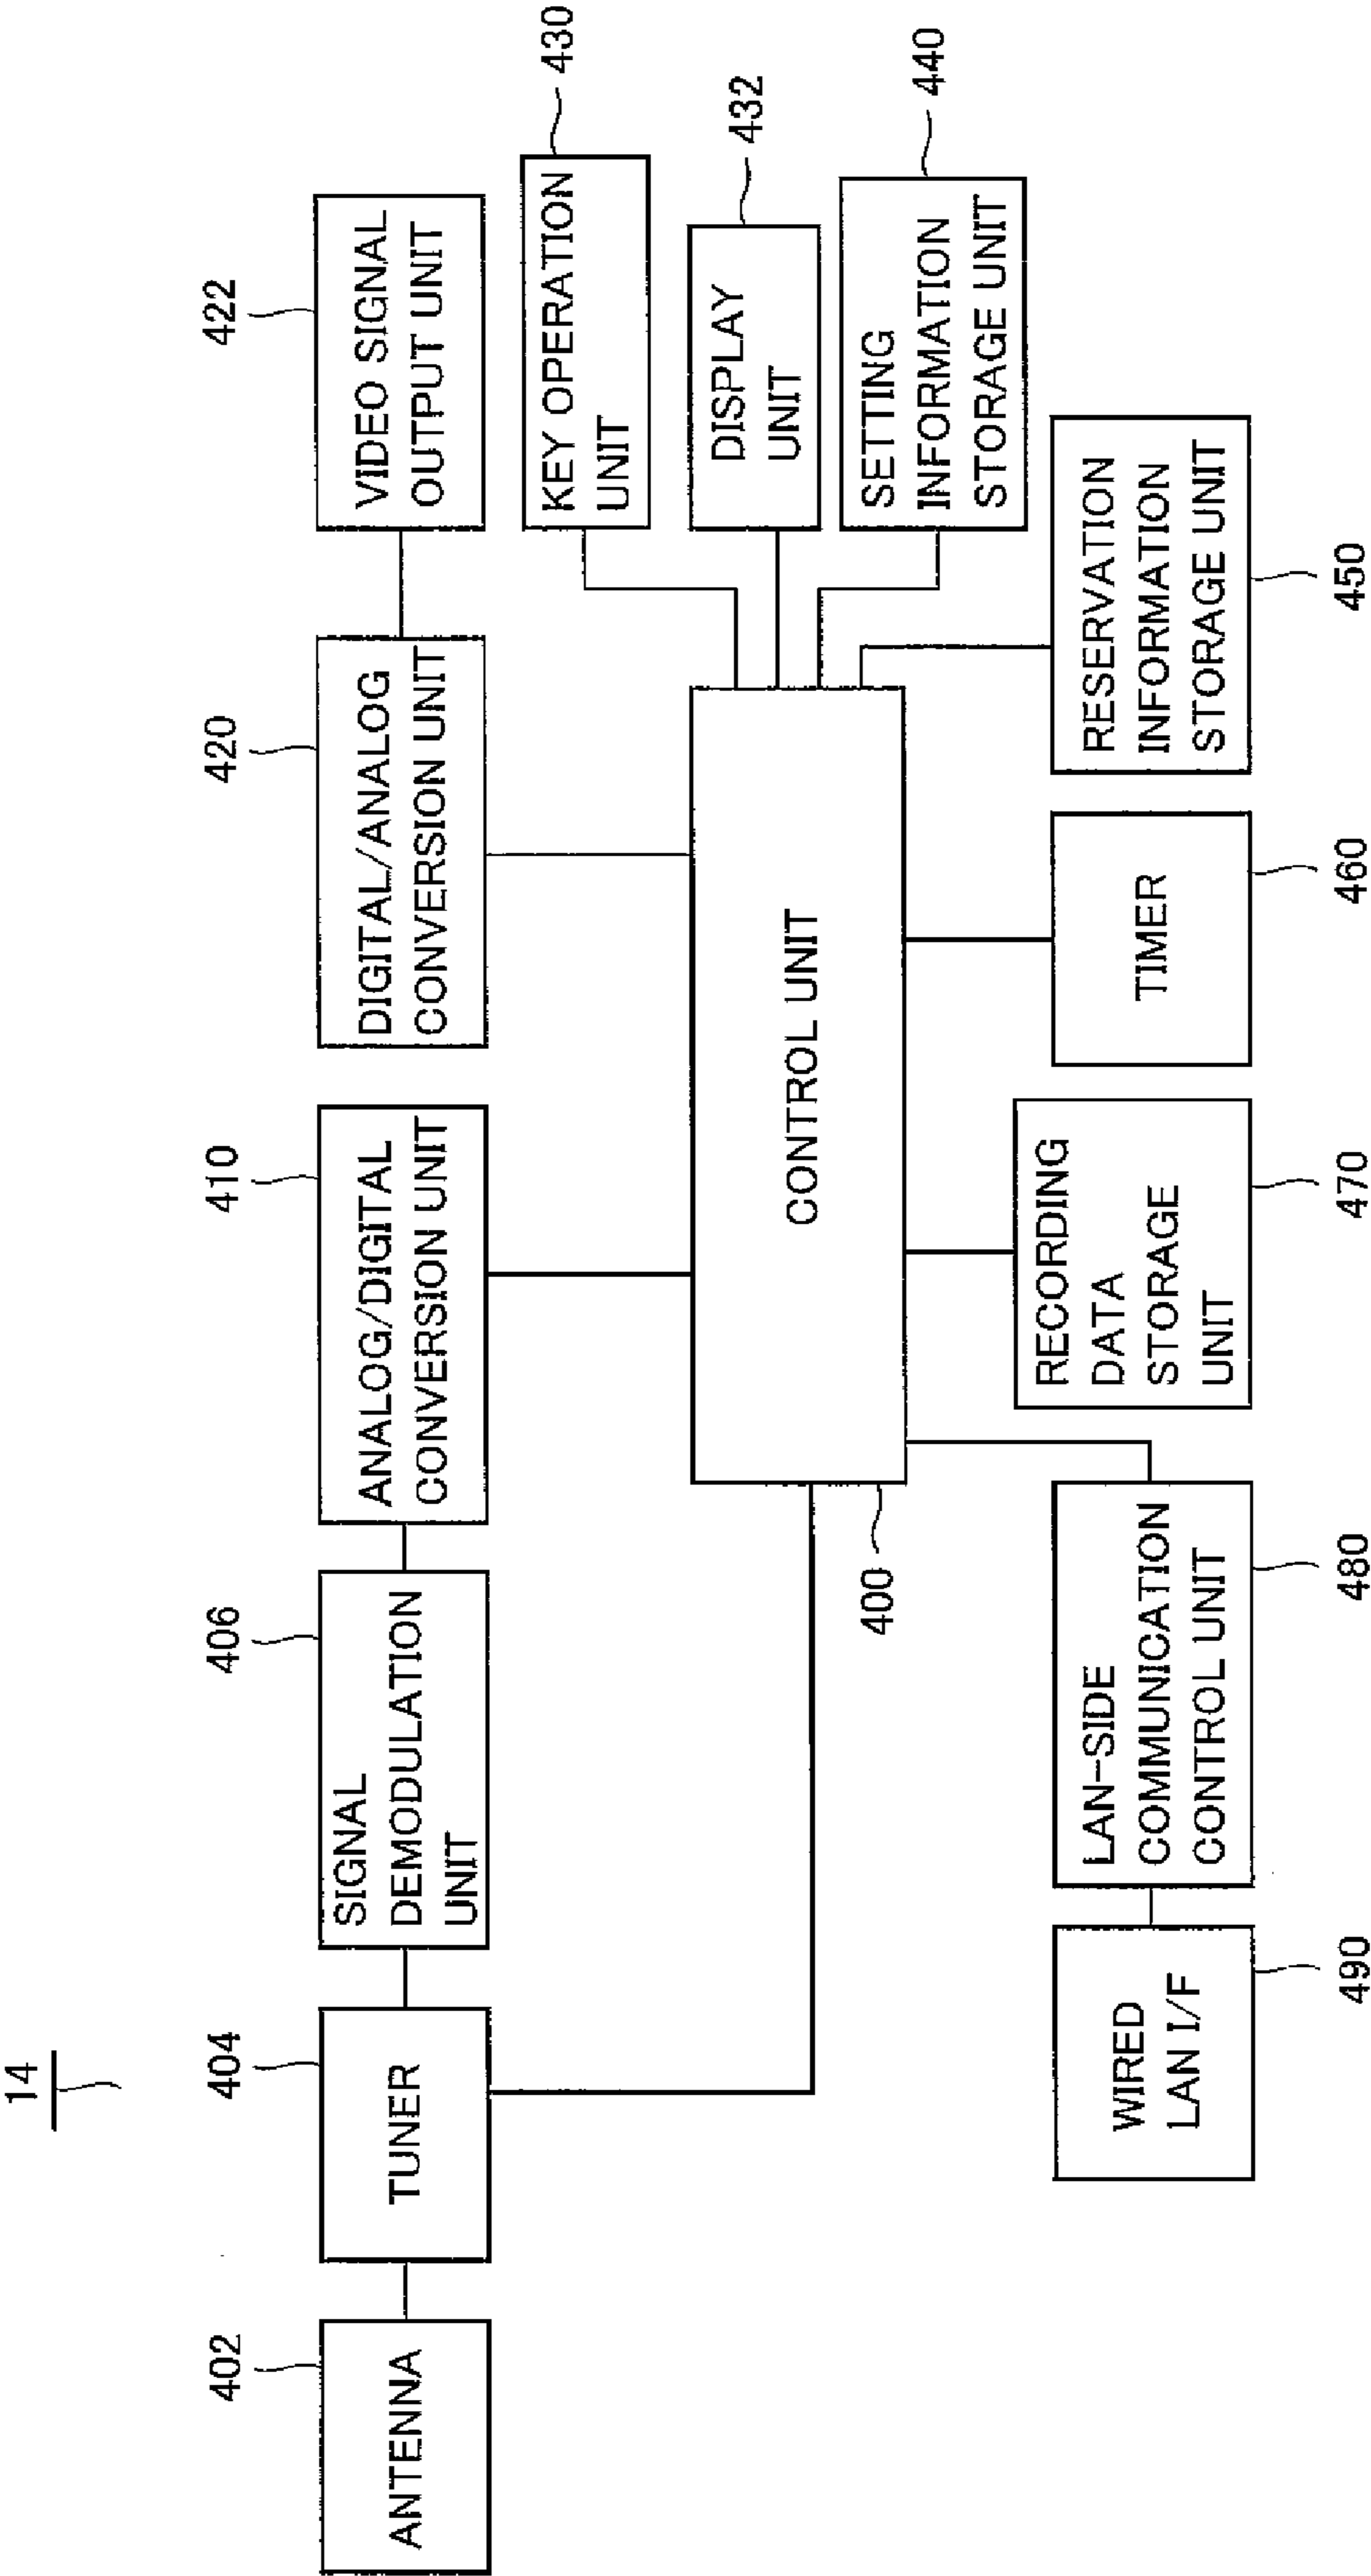 14
402
ANTENNA
404
TUNER
406
SIGNAL
DEMODULATION
UNIT
410
ANALOG/DIGITAL
CONVERSION UNIT
420
DIGITAL/ANALOG
CONVERSION UNIT
422
VIDEO SIGNAL
OUTPUT UNIT
KEY OPERATION
UNIT
430
DISPLAY
UNIT
432
SETTING
INFORMATION
STORAGE UNIT
440
CONTROL UNIT
400
WIRED
LAN I/F
490
LAN-SIDE
COMMUNICATION
CONTROL UNIT
480
RECORDING
DATA
STORAGE
UNIT
470
TIMER
460
RESERVATION
INFORMATION
STORAGE UNIT
450